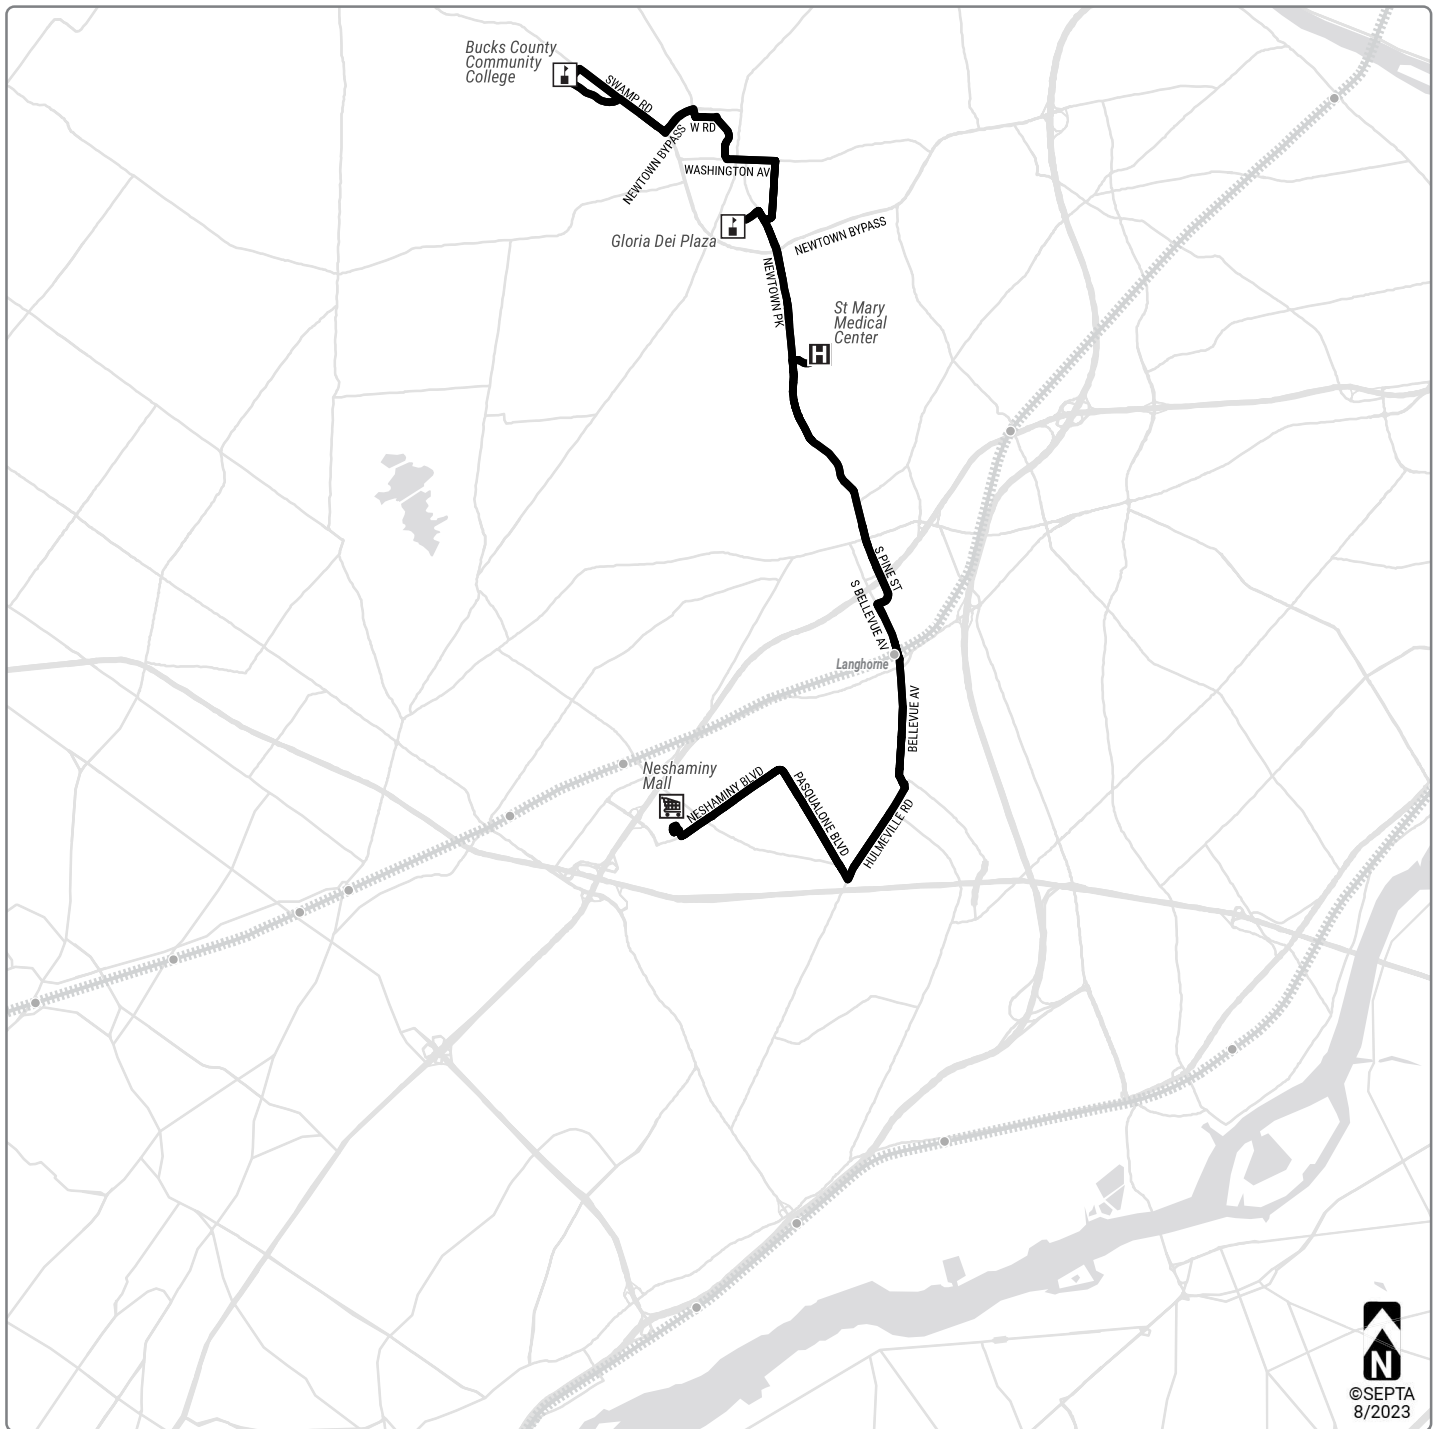 Bucks County
Community
College
SWAMP RD
W RD
NEWTOWN BYPASS
WASHINGTON AV
Gloria Dei Plaza
NEWTOWN BYPASS
NEWTOWN PK
St Mary
Medical
Center
H
S PINE ST
S BELLEVUE AV
Langhorne
BELLEVUE AV
Neshaminy
Mall
NESHAMINY BLVD
PASQUALONE BLVD
HULMEVILLE RD
N
©SEPTA
8/2023